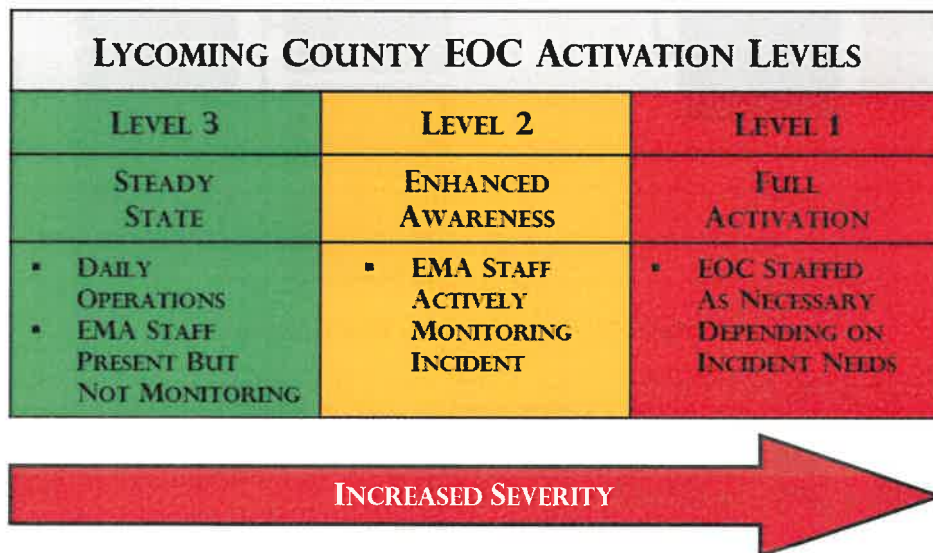 LYCOMING COUNTY EOC ACTIVATION LEVELS
LEVEL 3
LEVEL 2
LEVEL 1
STEADY
STATE
ENHANCED
AWARENESS
FULL
ACTIVATION
▪ DAILY
OPERATIONS
▪ EMA STAFF
PRESENT BUT
NOT MONITORING
▪ EMA STAFF
ACTIVELY
MONITORING
INCIDENT
▪ EOC STAFFED
AS NECESSARY
DEPENDING ON
INCIDENT NEEDS
INCREASED SEVERITY